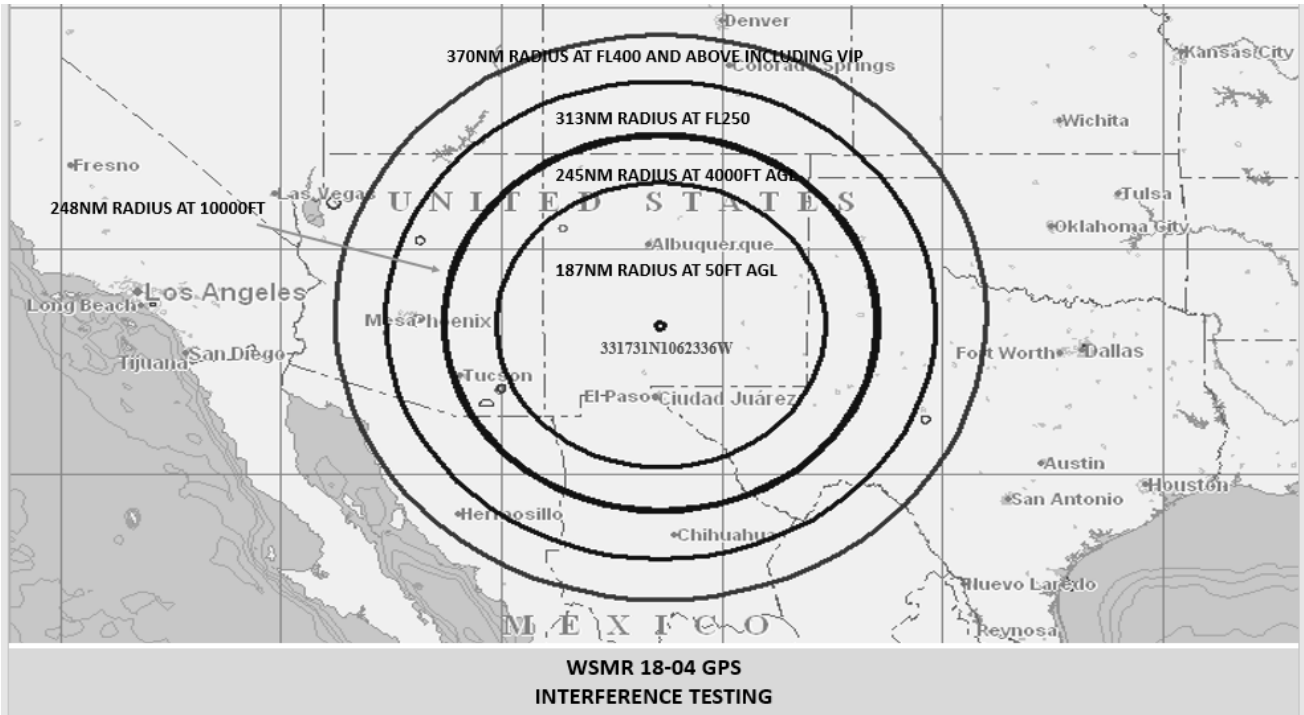 Denver
370NM RADIUS AT FL400 AND ABOVE INCLUDING VIP
Colorado Springs
Kansas City
313NM RADIUS AT FL250
Wichita
Fresno
245NM RADIUS AT 4000FT AGL
Las Vegas
Tulsa
UNITED STATES
248NM RADIUS AT 10000FT
Oklahoma City
Albuquerque
187NM RADIUS AT 50FT AGL
Los Angeles
Long Beach
Mesa
Phoenix
331731N1062336W
San Diego
Tijuana
Fort Worth
Dallas
Tucson
El Paso
Ciudad Juárez
Austin
Houston
San Antonio
Hermosillo
Chihuahua
Nuevo Laredo
MEXICO
Reynosa
WSMR 18-04 GPS
INTERFERENCE TESTING